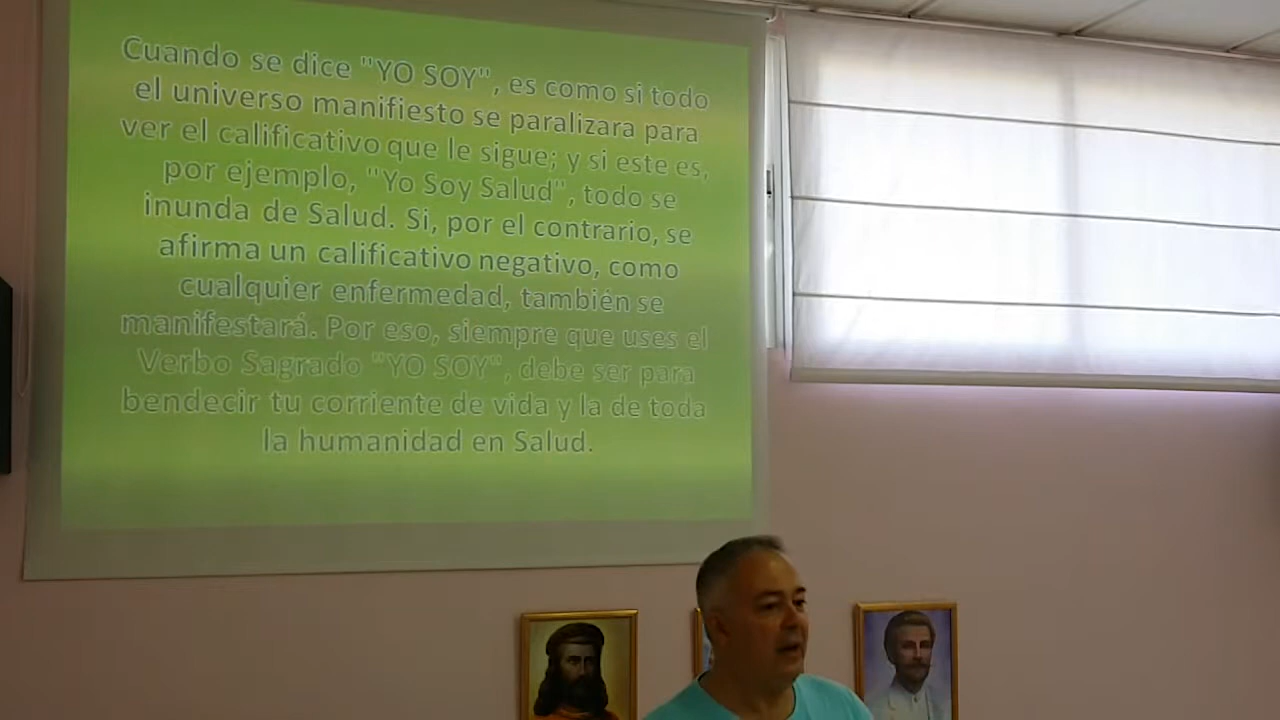 Cuando se dice "YO SOY", es como si todo
el universo manifiesto se paralizara para
ver el calificativo que le sigue; y si este es,
por ejemplo, "Yo Soy Salud", todo se
inunda de Salud. Si, por el contrario, se
afirma un calificativo negativo, como
cualquier enfermedad, también se
manifestará. Por eso, siempre que uses el
Verbo Sagrado "YO SOY", debe ser para
bendecir tu corriente de vida y la de toda
la humanidad en Salud.